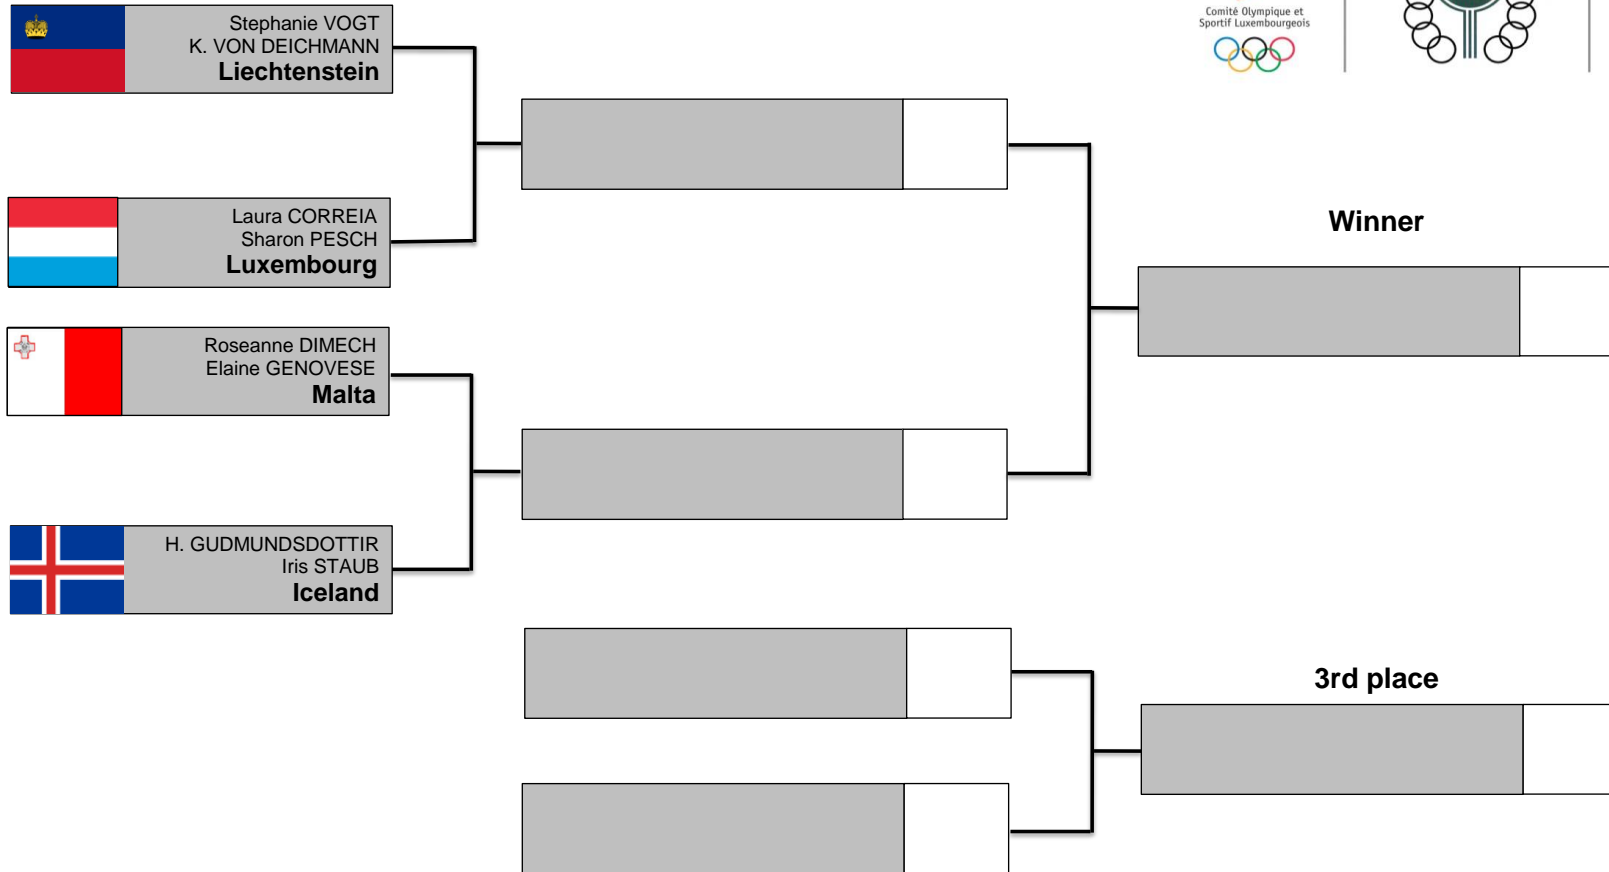 Comité Olympique et
Sportif Luxembourgeois
Stephanie VOGT
K. VON DEICHMANN
Liechtenstein
Laura CORREIA
Sharon PESCH
Luxembourg
Winner
Roseanne DIMECH
Elaine GENOVESE
Malta
H. GUDMUNDSDOTTIR
Iris STAUB
Iceland
3rd place